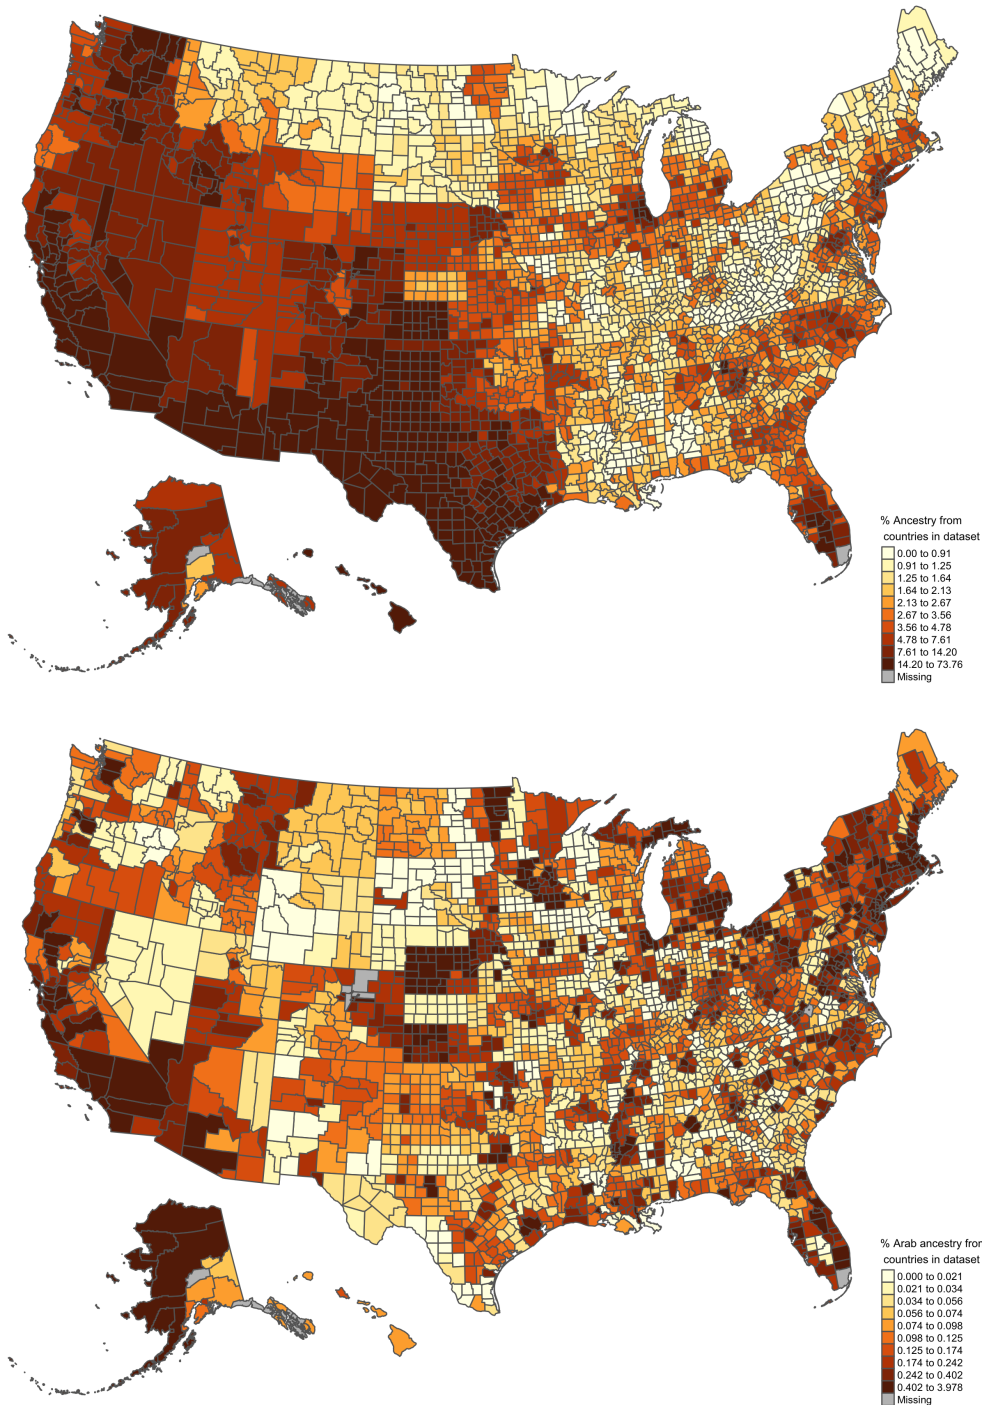 % Ancestry from
countries in dataset
0.00 to 0.91
0.91 to 1.25
1.25 to 1.64
1.64 to 2.13
2.13 to 2.67
2.67 to 3.56
3.56 to 4.78
4.78 to 7.61
7.61 to 14.20
14.20 to 73.76
Missing
% Arab ancestry from
countries in dataset
0.000 to 0.021
0.021 to 0.034
0.034 to 0.056
0.056 to 0.074
0.074 to 0.098
0.098 to 0.125
0.125 to 0.174
0.174 to 0.242
0.242 to 0.402
0.402 to 3.978
Missing